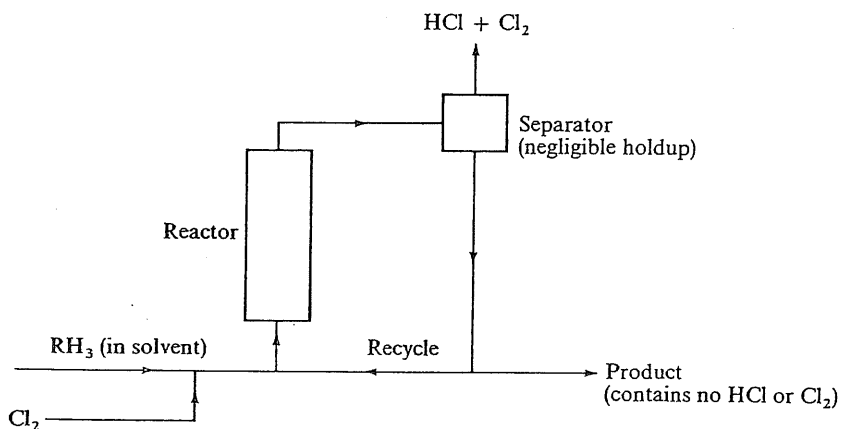 HCl + Cl₂
Separator
(negligible holdup)
Reactor
RH₃ (in solvent)
Recycle
Product
(contains no HCl or Cl₂)
Cl₂